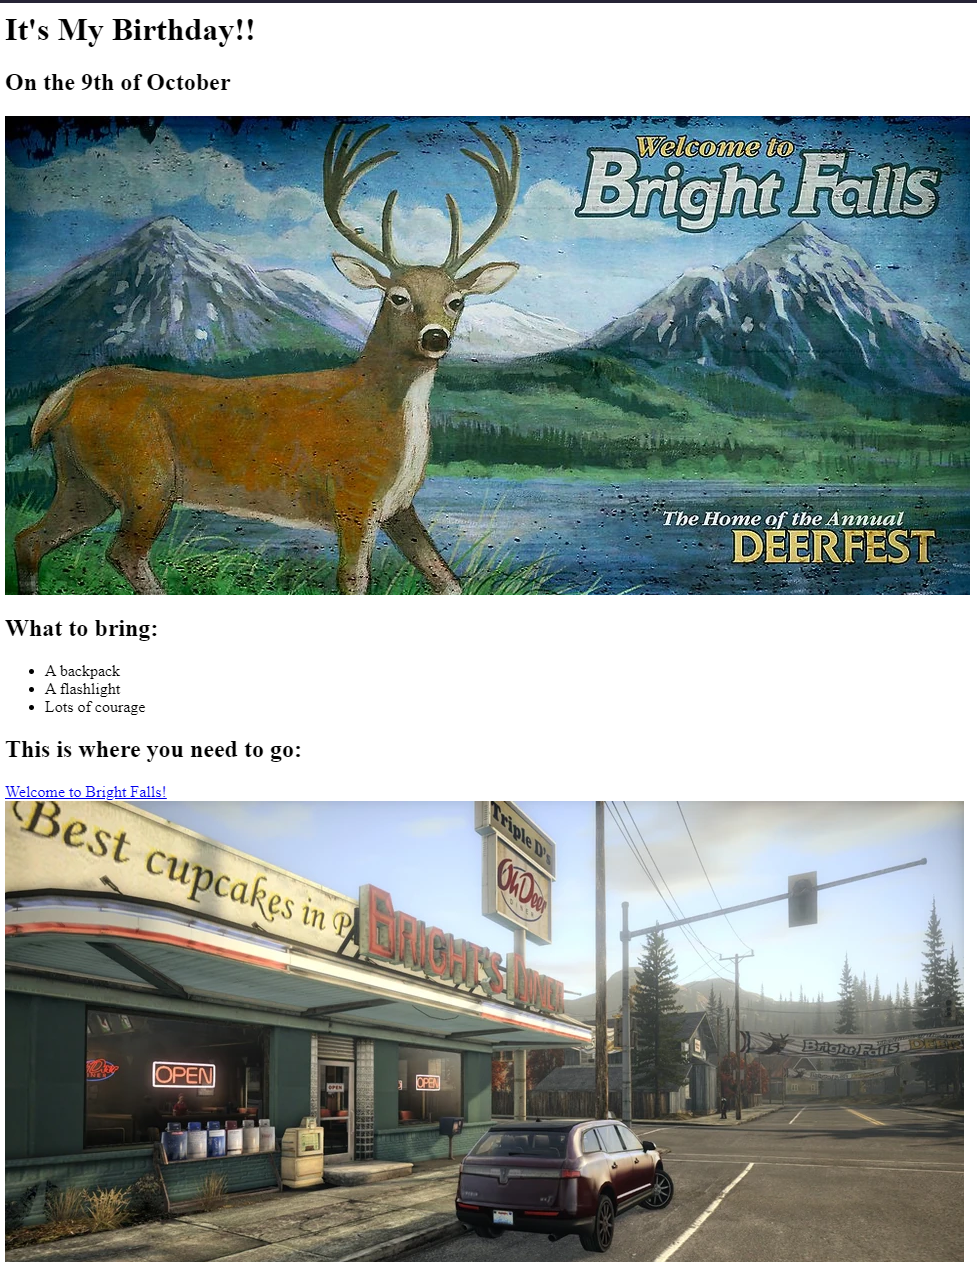 It's My Birthday!!
On the 9th of October
Welcome to
Bright Falls
The Home of the Annual
DEERFEST
What to bring:
A backpack
A flashlight
Lots of courage
This is where you need to go:
Welcome to Bright Falls!
Best cupcakes in
Triple D's
Oh Deer
DINER
BRIGHT'S DINER
OPEN
OPEN
OPEN
Bright Falls